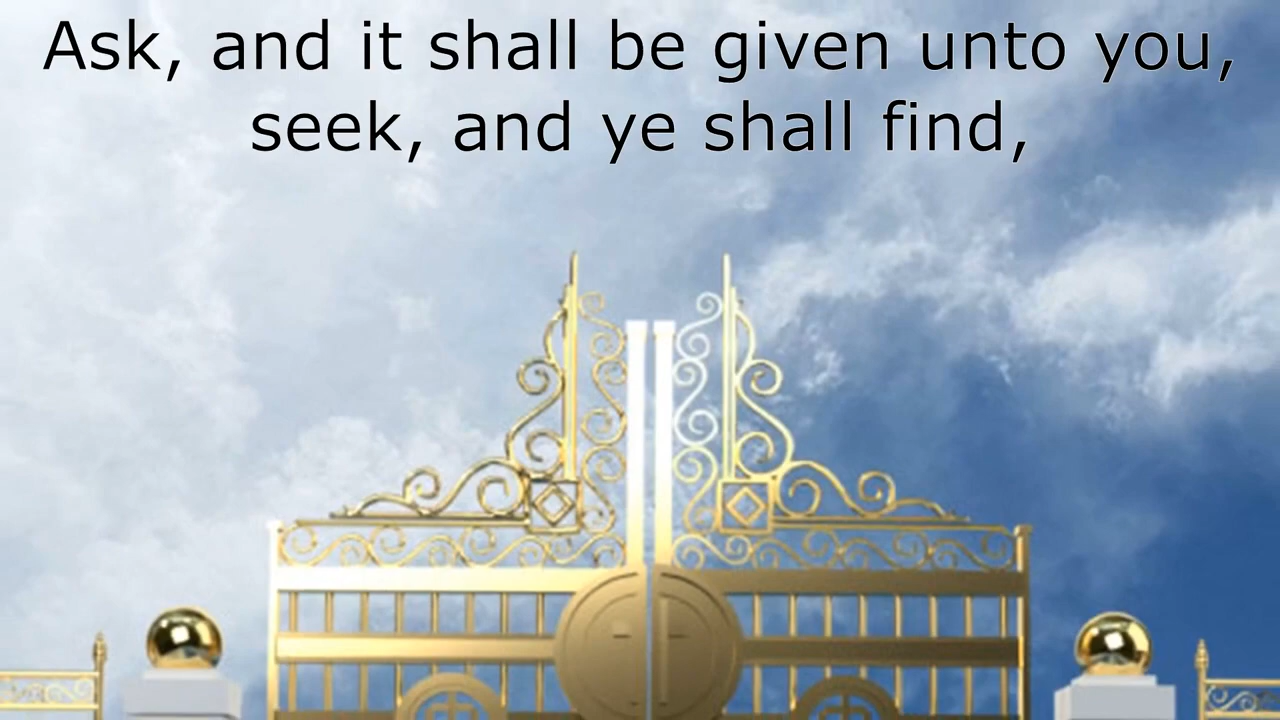 Ask, and it shall be given unto you,
seek, and ye shall find,